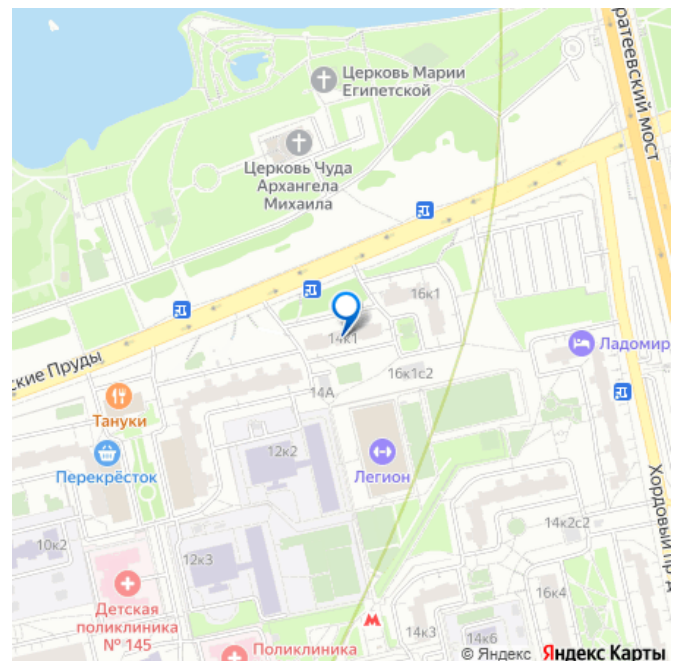 Церковь Марии
Египетской
ратеевский мост
Церковь Чуда
Архангела
Михаила
16к1
14к1
Ладомир
ские Пруды
16к1с2
14А
Тануки
12к2
Перекрёсток
Легион
Хордовый пр-д
14к2с2
10к2
12к3
16к4
Детская
поликлиника
№ 145
14к3
14к6
Поликлиника
© Яндекс Яндекс Карты